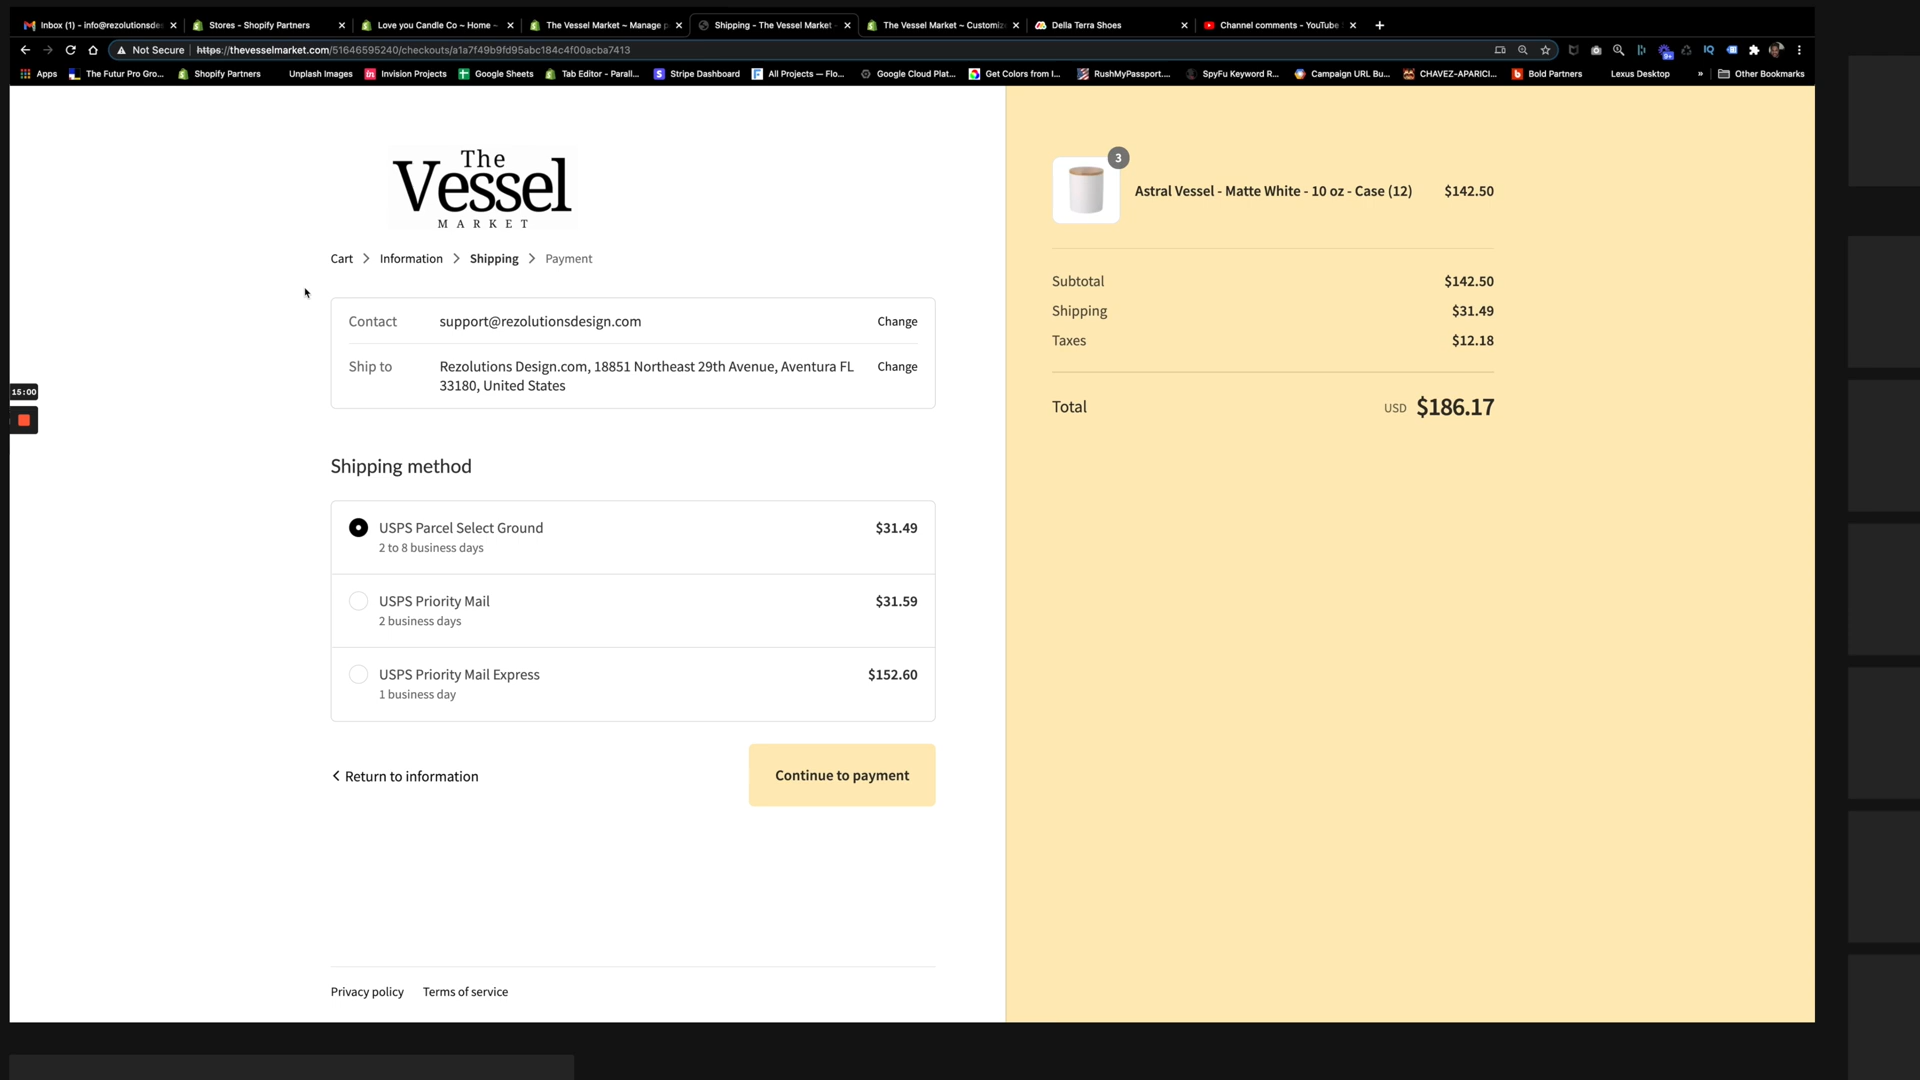 Inbox (1) - info@rezolutionsde
Stores - Shopify Partners
Love you Candle Co ~ Home ~
The Vessel Market ~ Manage p
Shipping - The Vessel Market
The Vessel Market ~ Customiz
Della Terra Shoes
Channel comments - YouTube
Not Secure
https://thevesselmarket.com/51646595240/checkouts/a1a7f49b9fd95abc184c4f00acba7413
Apps
The Futur Pro Gro...
Shopify Partners
Unplash Images
Invision Projects
Google Sheets
Tab Editor - Parall...
Stripe Dashboard
All Projects — Flo...
Google Cloud Plat...
Get Colors from I...
RushMyPassport....
SpyFu Keyword R...
Campaign URL Bu...
CHAVEZ-APARICI...
Bold Partners
Lexus Desktop
»
Other Bookmarks
The
Vessel
MARKET
Cart > Information > Shipping > Payment
Contact support@rezolutionsdesign.com Change
Ship to Rezolutions Design.com, 18851 Northeast 29th Avenue, Aventura FL Change
33180, United States
15:00
Shipping method
USPS Parcel Select Ground $31.49
2 to 8 business days
USPS Priority Mail $31.59
2 business days
USPS Priority Mail Express $152.60
1 business day
< Return to information
Continue to payment
Privacy policy Terms of service
3
Astral Vessel - Matte White - 10 oz - Case (12) $142.50
Subtotal $142.50
Shipping $31.49
Taxes $12.18
Total USD $186.17